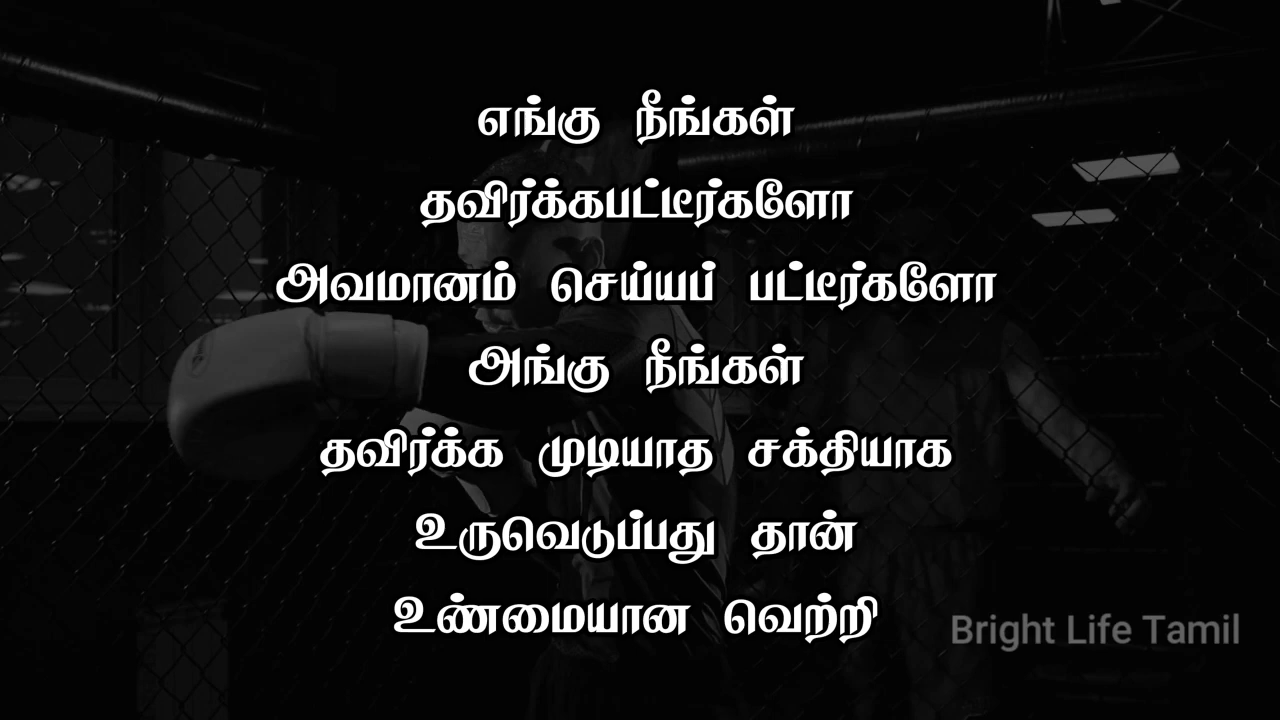 எங்கு நீங்கள்
தவிர்க்கபட்டீர்களோ
அவமானம் செய்யப் பட்டீர்களோ
அங்கு நீங்கள்
தவிர்க்க முடியாத சக்தியாக
உருவெடுப்பது தான்
உண்மையான வெற்றி
Bright Life Tamil